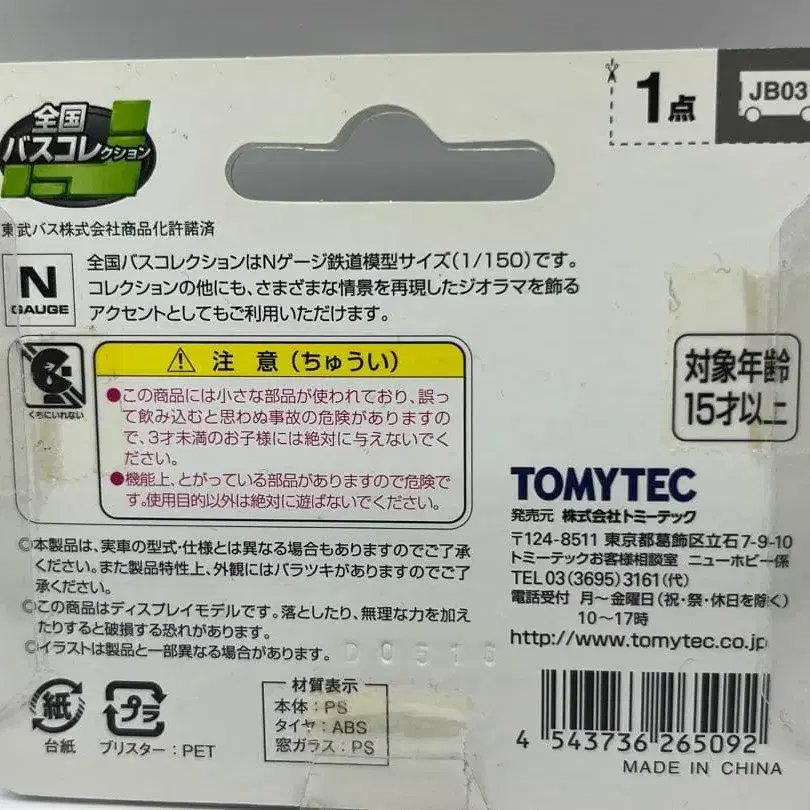 全国
バスコレクション
1点
JB03
東武バス株式会社商品化許諾済
N
GAUGE
全国バスコレクションはNゲージ鉄道模型サイズ(1/150)です。
コレクションの他にも、さまざまな情景を再現したジオラマを飾る
アクセントとしてもご利用いただけます。
くちにいれない
注 意(ちゅうい)
●この商品には小さな部品が使われており、誤っ
て飲み込むと思わぬ事故の危険がありますの
で、3才未満のお子様には絶対に与えないでく
ださい。
●機能上、とがっている部品がありますので危険で
す。使用目的以外は絶対に遊ばないでください。
対象年齢
15才以上
TOMYTEC
発売元 株式会社トミーテック
〒124-8511 東京都葛飾区立石7-9-10
トミーテックお客様相談室 ニューホビー係
TEL 03(3695)3161(代)
電話受付 月～金曜日(祝・祭・休日を除く)
10～17時
http://www.tomytec.co.jp
◎本製品は、実車の型式・仕様とは異なる場合もありますのでご了承
ください。また製品特性上、外観にはバラツキがありますのでご了
承ください。
◎この商品はディスプレイモデルです。落としたり、無理な力を加え
たりすると破損する恐れがあります。
◎イラストは製品と一部異なる場合があります。
紙
台紙
プラ
ブリスター:PET
材質表示
本体:PS
タイヤ:ABS
窓ガラス:PS
4 543736 265092
MADE IN CHINA